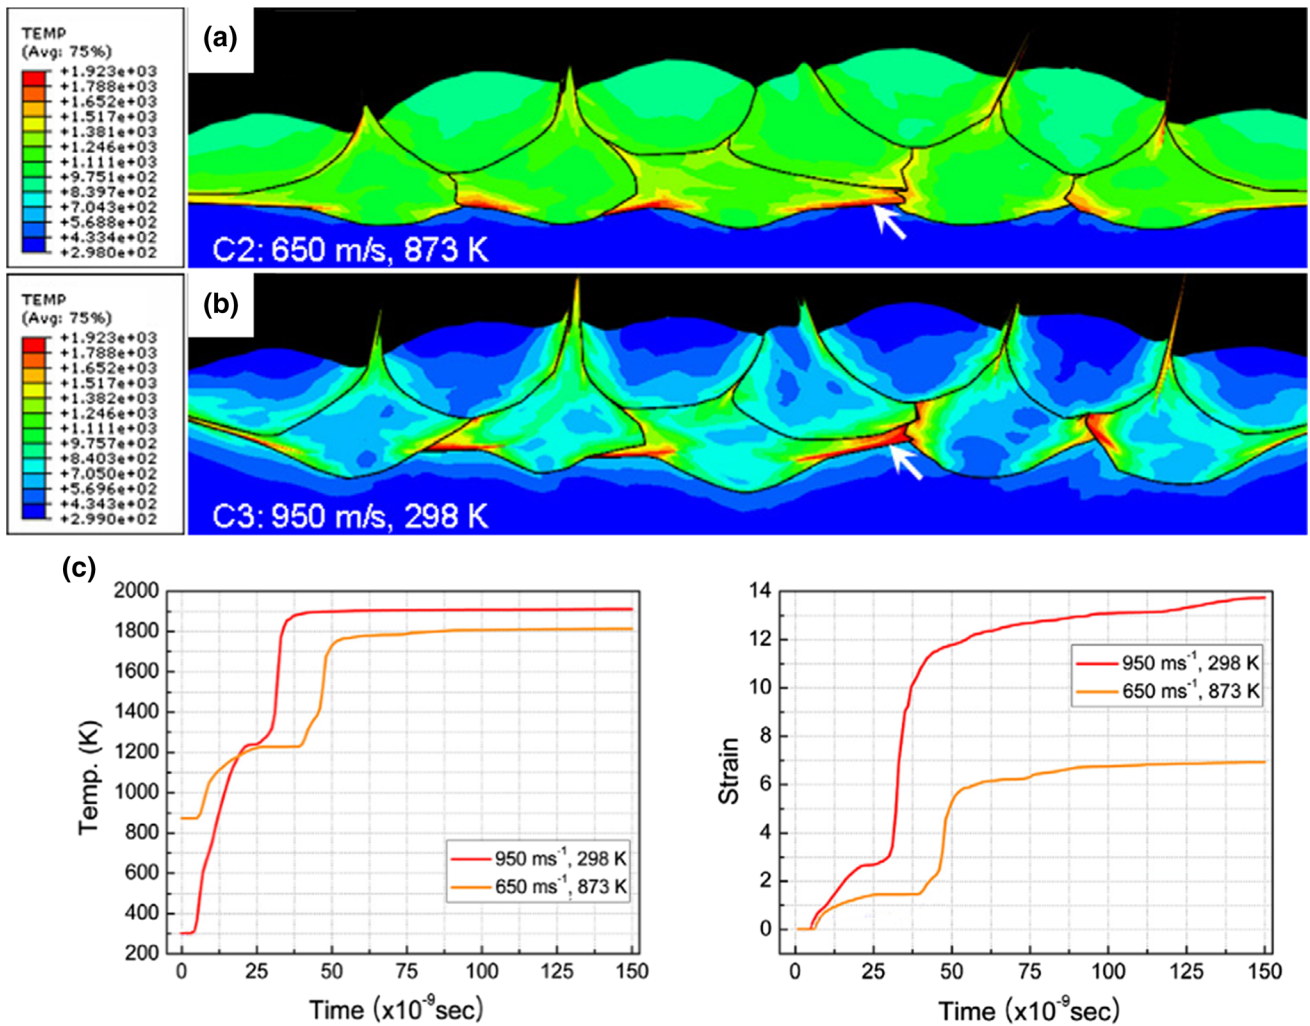 (a)
TEMP
(Avg: 75%)
+1.923e+03
+1.788e+03
+1.652e+03
+1.517e+03
+1.381e+03
+1.246e+03
+1.111e+03
+9.751e+02
+8.397e+02
+7.043e+02
+5.688e+02
+4.334e+02
+2.980e+02
C2: 650 m/s, 873 K
(b)
TEMP
(Avg: 75%)
+1.923e+03
+1.788e+03
+1.652e+03
+1.517e+03
+1.382e+03
+1.246e+03
+1.111e+03
+9.757e+02
+8.403e+02
+7.050e+02
+5.696e+02
+4.343e+02
+2.990e+02
C3: 950 m/s, 298 K
(c)
Temp. (K)
2000
1800
1600
1400
1200
1000
800
600
400
200
950 ms-1, 298 K
650 ms-1, 873 K
0 25 50 75 100 125 150
Time (x10-9sec)
Strain
14
12
10
8
6
4
2
0
950 ms-1, 298 K
650 ms-1, 873 K
0 25 50 75 100 125 150
Time (x10-9sec)